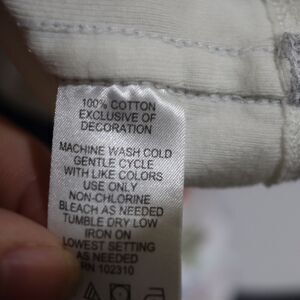 100% COTTON
EXCLUSIVE OF
DECORATION
MACHINE WASH COLD
GENTLE CYCLE
WITH LIKE COLORS
USE ONLY
NON-CHLORINE
BLEACH AS NEEDED
TUMBLE DRY LOW
IRON ON
LOWEST SETTING
AS NEEDED
RN 102310